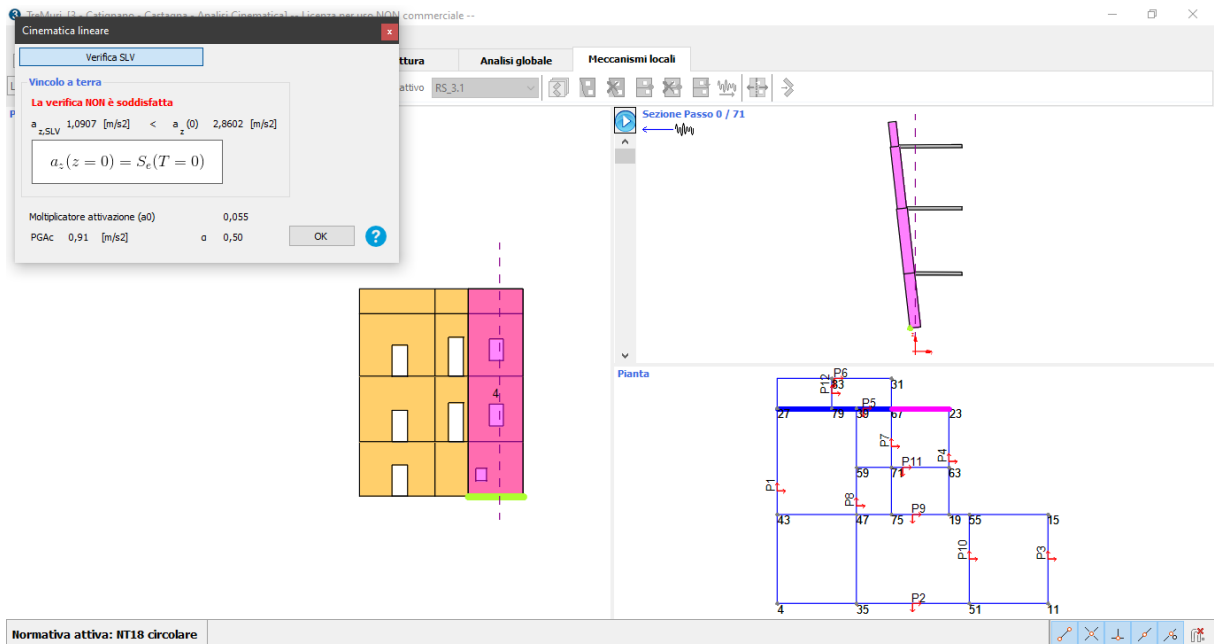 TreMuri [3 - Catignano - Castagna - Analisi Cinematica] -- Licenza per uso NON commerciale --
Cinematica lineare
x
Verifica SLV
Vincolo a terra
La verifica NON è soddisfatta
a z,SLV 1,0907 [m/s2] < a z (0) 2,8602 [m/s2]
a_z(z = 0) = S_e(T = 0)
Moltiplicatore attivazione (a0) 0,055
PGAc 0,91 [m/s2] α 0,50
OK
?
ttura Analisi globale Meccanismi locali
attivo RS_3.1
Sezione Passo 0 / 71
4
Pianta
P6
P12 83 31
P5
27 79 39 67 23
P7 P4
P11
59 71 63
P1 P8
P9
43 47 75 19 55 15
P10 P3
P2
4 35 51 11
Normativa attiva: NT18 circolare